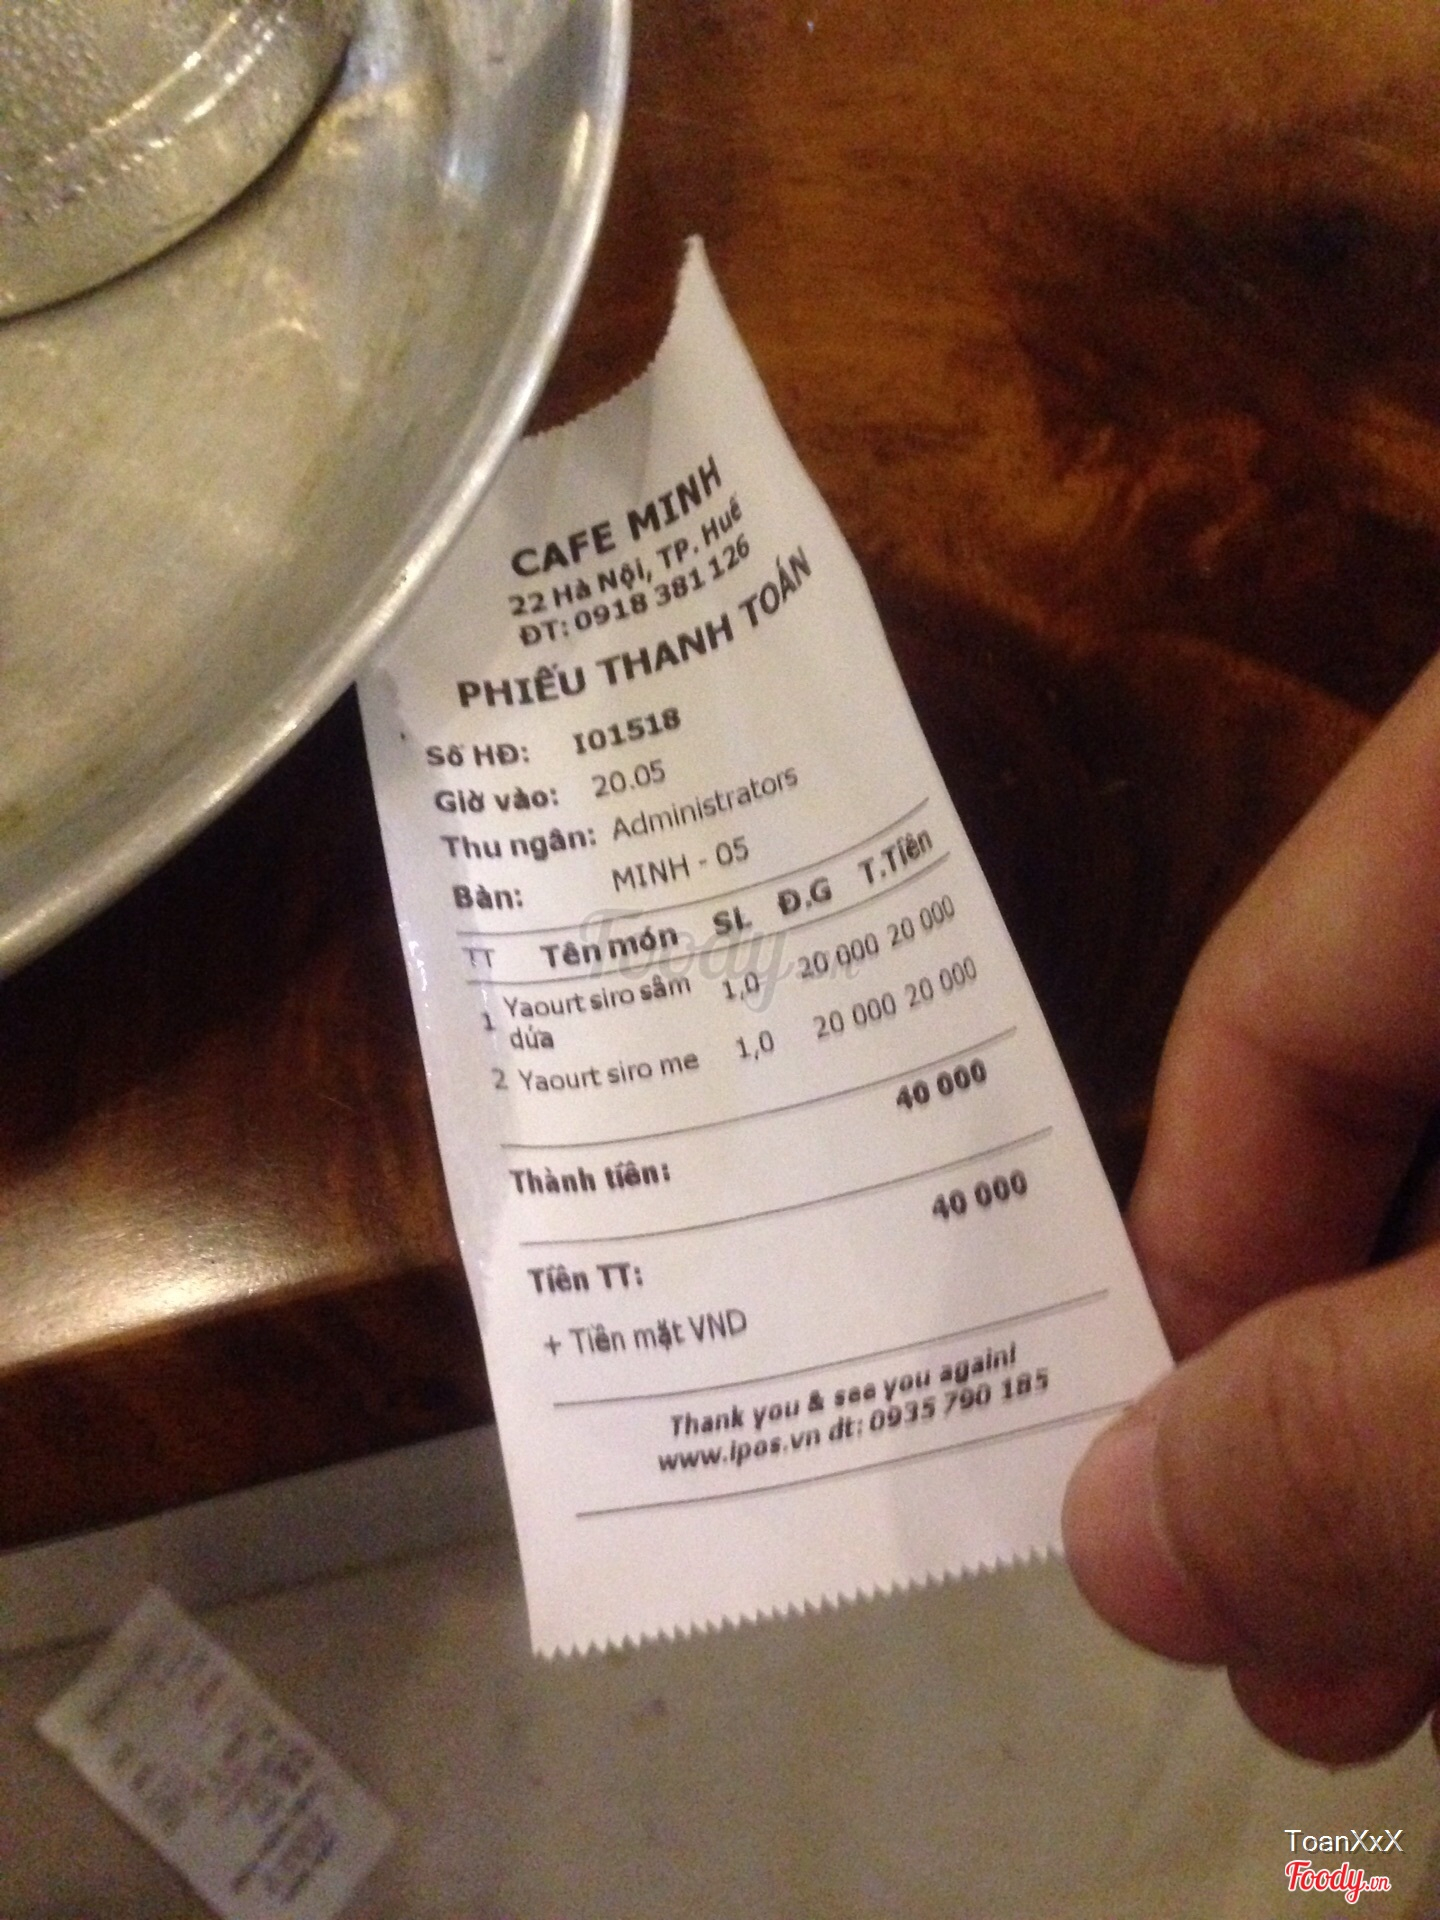 CAFE MINH
22 Hà Nội, TP. Huế
ĐT: 0918 381 126
PHIẾU THANH TOÁN
Số HĐ: I01518
Giờ vào: 20.05
Thu ngân: Administrators
Bàn: MINH - 05
TT Tên món SL Đ.G T.Tiền
1 Yaourt siro sâm 1,0 20 000 20 000
dứa
2 Yaourt siro me 1,0 20 000 20 000
Thành tiền: 40 000
Tiền TT: 40 000
+ Tiền mặt VND
Thank you & see you again!
www.ipos.vn dt: 0935 790 185
Foody.vn
ToanXxX
Foody.vn